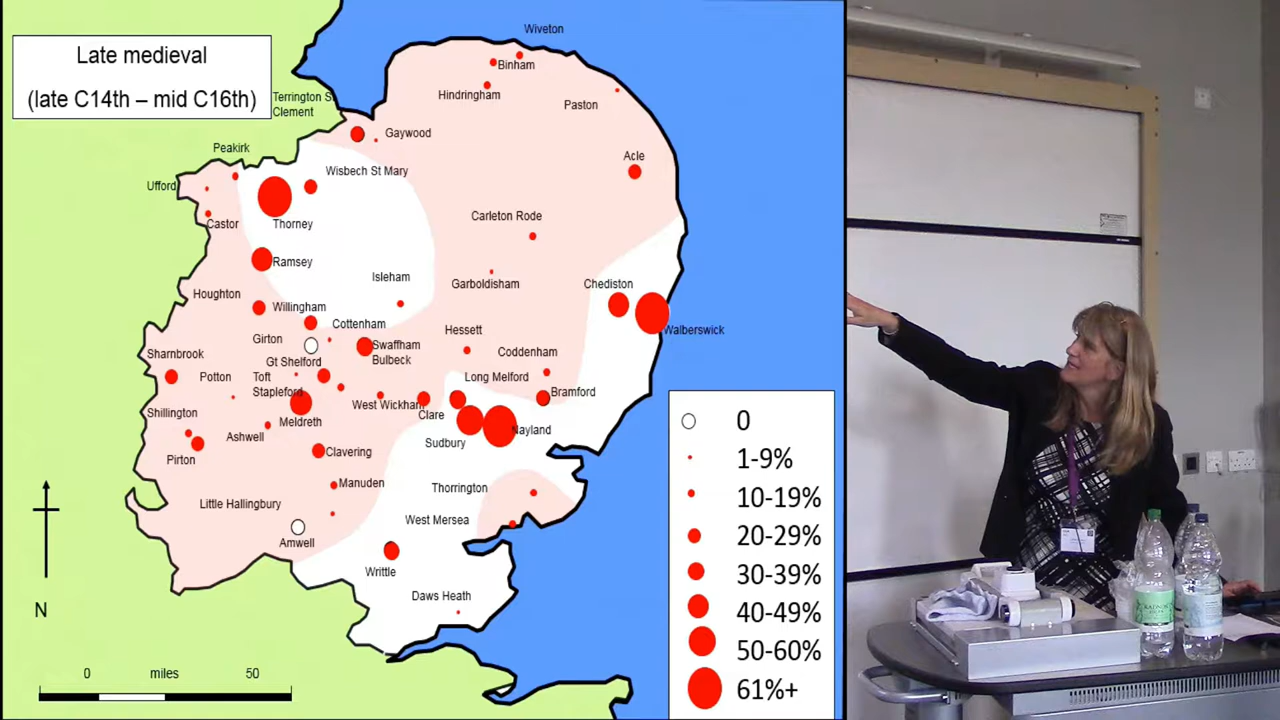 Late medieval
(late C14th – mid C16th)
Wiveton
Binham
Hindringham
Paston
Terrington S
Clement
Gaywood
Peakirk
Acle
Wisbech St Mary
Ufford
Castor
Thorney
Carleton Rode
Ramsey
Isleham
Garboldisham
Chediston
Houghton
Willingham
Cottenham
Walberswick
Girton
Swaffham
Bulbeck
Hessett
Coddenham
Sharnbrook
Gt Shelford
Potton
Toft
Long Melford
Stapleford
Bramford
West Wickham
Shillington
Meldreth
Clare
Ashwell
Sudbury
Nayland
Pirton
Clavering
Manuden
Thorrington
Little Hallingbury
West Mersea
Amwell
Writtle
Daws Heath
N
0 miles 50
0
1-9%
10-19%
20-29%
30-39%
40-49%
50-60%
61%+